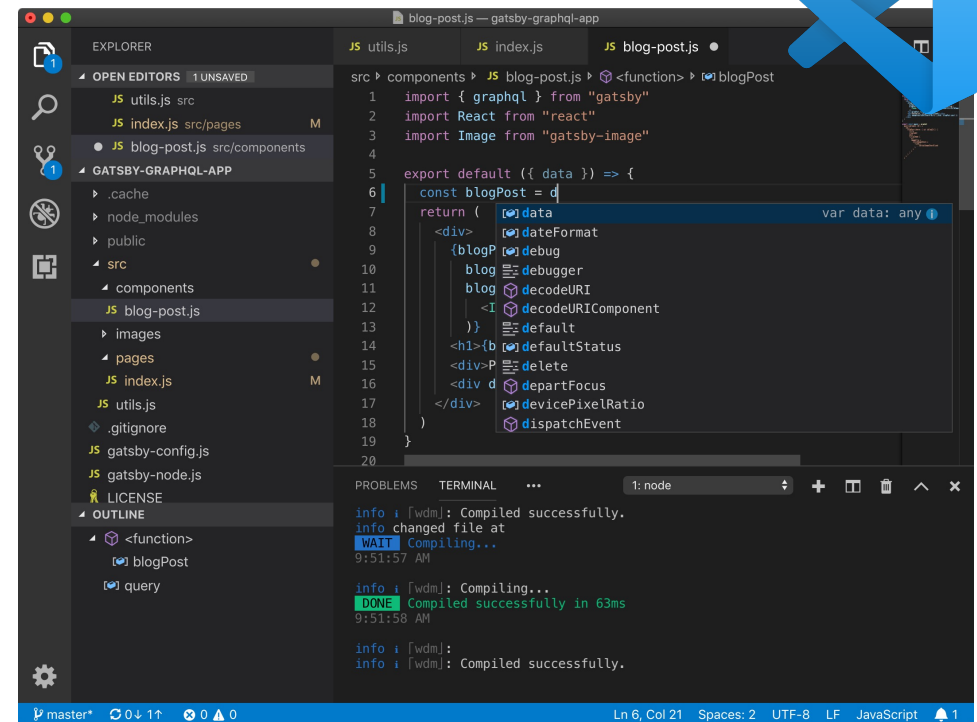 blog-post.js — gatsby-graphql-app
EXPLORER
OPEN EDITORS 1 UNSAVED
JS utils.js src
JS index.js src/pages M
JS blog-post.js src/components
GATSBY-GRAPHQL-APP
.cache
node_modules
public
src
components
JS blog-post.js
images
pages
JS index.js M
JS utils.js
.gitignore
JS gatsby-config.js
JS gatsby-node.js
LICENSE
OUTLINE
<function>
blogPost
query
1
1
JS utils.js JS index.js JS blog-post.js
src components JS blog-post.js <function> blogPost
1 import { graphql } from "gatsby"
2 import React from "react"
3 import Image from "gatsby-image"
4
5 export default ({ data }) => {
6 const blogPost = d
7 return (
8 <div>
9 {blogP
10 blog
11 blog
12 <I
13 )}
14 <h1>{b
15 <div>P
16 <div d
17 </div>
18 )
19 }
20
data var data: any
dateFormat
debug
debugger
decodeURI
decodeURIComponent
default
defaultStatus
delete
departFocus
devicePixelRatio
dispatchEvent
PROBLEMS TERMINAL ••• 1: node
info i ｢wdm｣: Compiled successfully.
info changed file at
WAIT Compiling...
9:51:57 AM
info i ｢wdm｣: Compiling...
DONE Compiled successfully in 63ms
9:51:58 AM
info i ｢wdm｣:
info i ｢wdm｣: Compiled successfully.
master* 0↓ 1↑ 0 0 Ln 6, Col 21 Spaces: 2 UTF-8 LF JavaScript 1